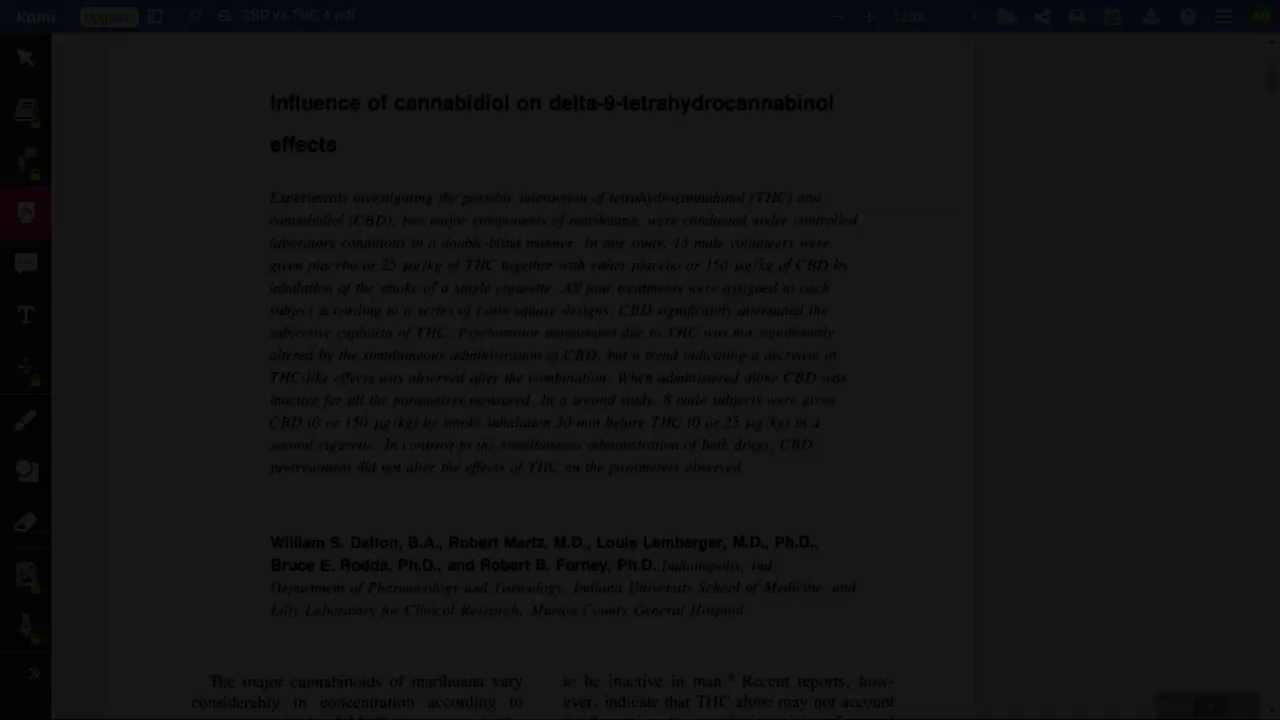 Kami
Upgrade
CBD vs THC 4.pdf
Influence of cannabidiol on delta-9-tetrahydrocannabinol
effects
Experiments investigating the possible interaction of tetrahydrocannabinol (THC) and
cannabidiol (CBD), two major components of marihuana, were conducted under controlled
laboratory conditions in a double-blind manner. In one study, 15 male volunteers were
given placebo or 25 μg/kg of THC together with either placebo or 150 μg/kg of CBD by
inhalation of the smoke of a single cigarette. All four treatments were assigned to each
subject according to a series of Latin square designs. CBD significantly attenuated the
subjective euphoria of THC. Psychomotor impairment due to THC was not significantly
altered by the simultaneous administration of CBD, but a trend indicating a decrease in
THC-like effects was observed after the combination. When administered alone CBD was
inactive for all the parameters measured. In a second study, 8 male subjects were given
CBD (0 or 150 μg/kg) by smoke inhalation 30 min before THC (0 or 25 μg/kg) in a
second cigarette. In contrast to the simultaneous administration of both drugs, CBD
pretreatment did not alter the effects of THC on the parameters observed.
William S. Dalton, B.A., Robert Martz, M.D., Louis Lemberger, M.D., Ph.D.,
Bruce E. Rodda, Ph.D., and Robert B. Forney, Ph.D. Indianapolis, Ind.
Department of Pharmacology and Toxicology, Indiana University School of Medicine, and
Lilly Laboratory for Clinical Research, Marion County General Hospital
The major cannabinoids of marihuana vary
considerably in concentration according to
to be inactive in man.⁸ Recent reports, how-
ever, indicate that THC alone may not account